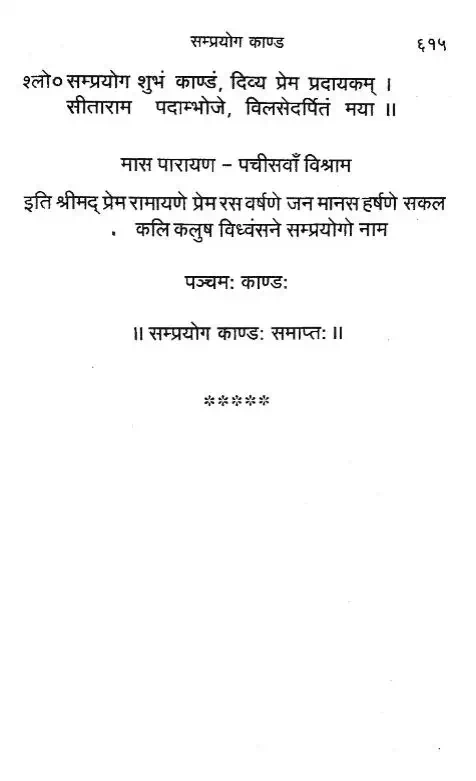 सम्प्रयोग काण्ड ६१५
श्लो० सम्प्रयोग शुभं काण्डं, दिव्य प्रेम प्रदायकम् ।
सीताराम पदाम्भोजे, विलसेदर्पितं मया ॥
मास पारायण – पचीसवाँ विश्राम
इति श्रीमद् प्रेम रामायणे प्रेम रस वर्षणे जन मानस हर्षणे सकल
कलि कलुष विध्वंसने सम्प्रयोगो नाम
पञ्चम: काण्ड:
॥ सम्प्रयोग काण्ड: समाप्त: ॥
*****